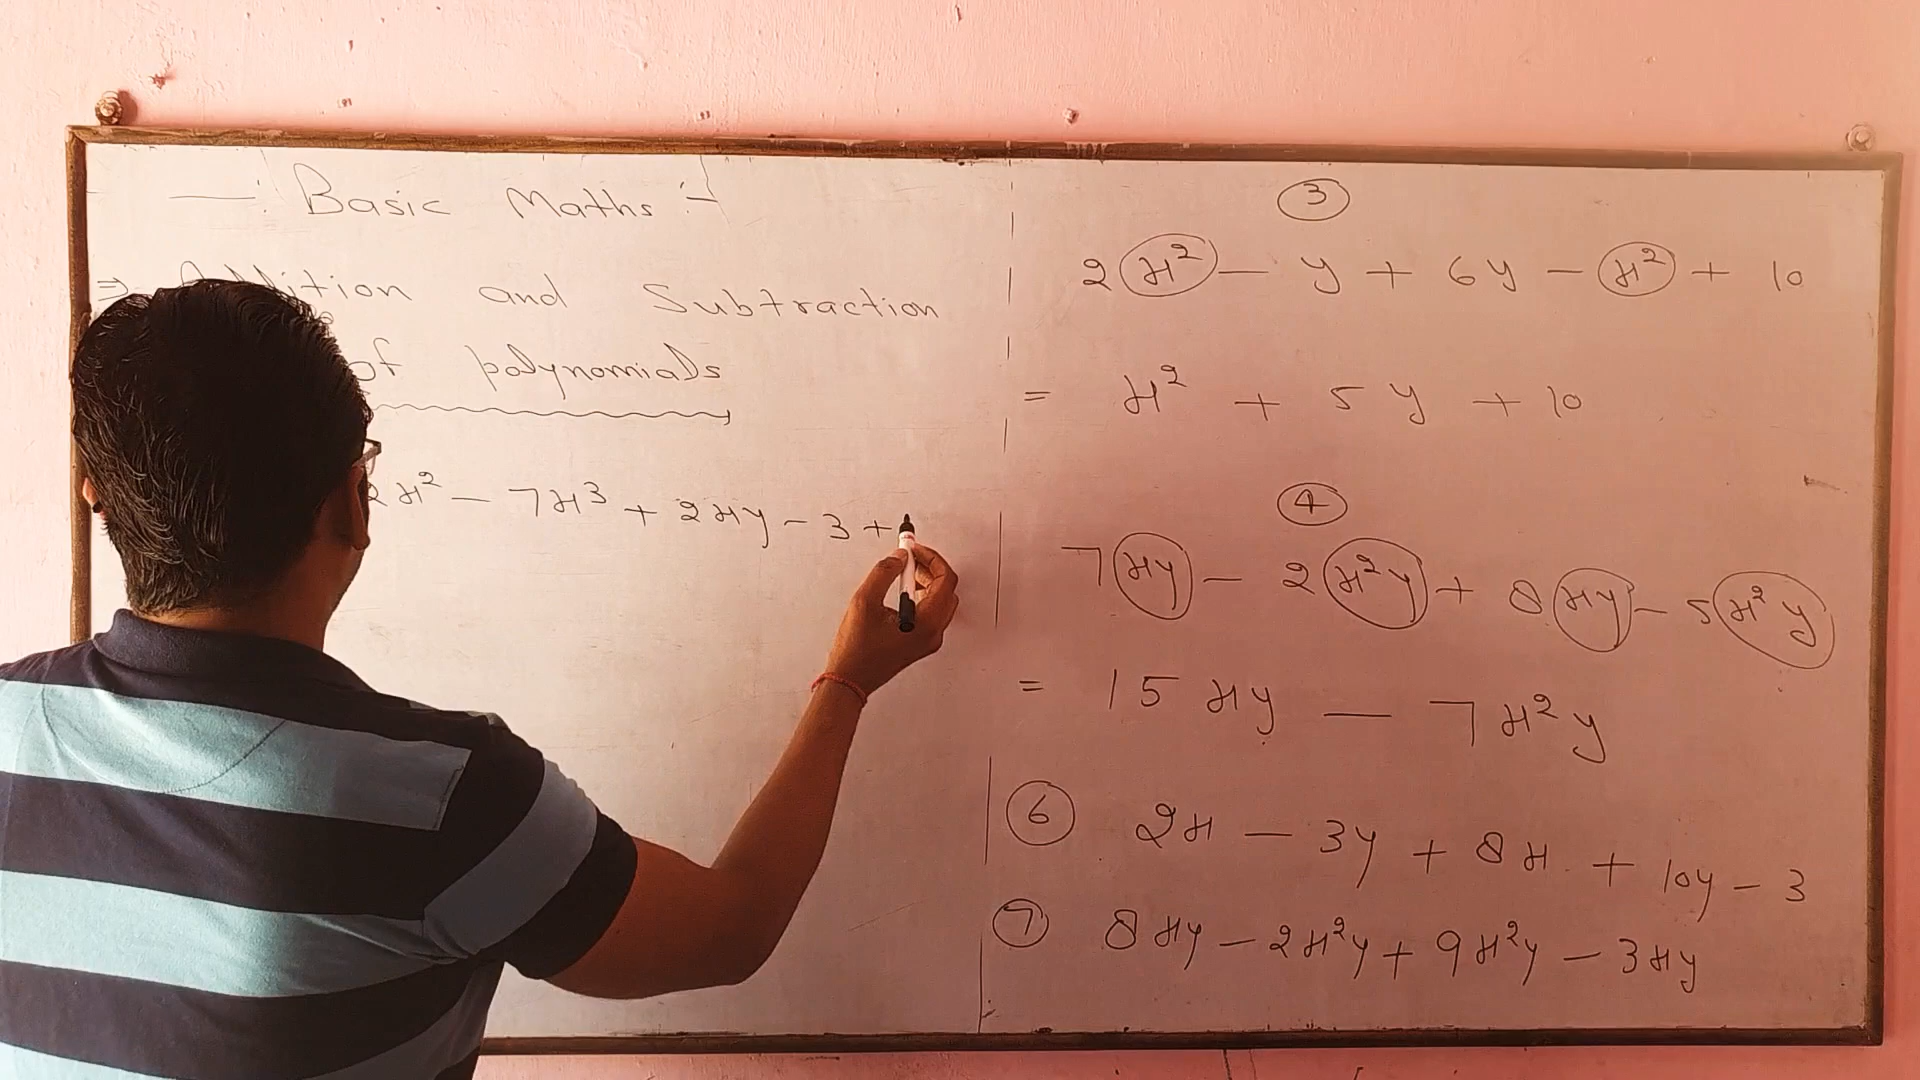 —: Basic Maths :-
⇒ Addition and Subtraction
of polynomials
2x² - 7x³ + 2xy - 3 +
③
2x² - y + 6y - x² + 10
= x² + 5y + 10
④
7xy - 2x²y + 8xy - 5x²y
= 15xy - 7x²y
⑥ 2x - 3y + 8x + 10y - 3
⑦ 8xy - 2x²y + 9x²y - 3xy